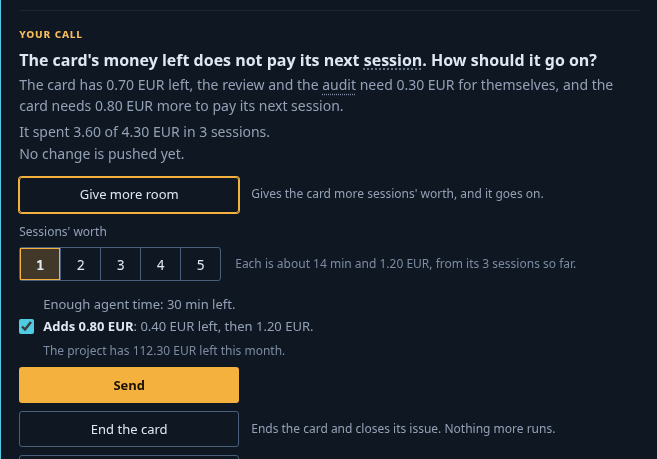 YOUR CALL
The card's money left does not pay its next session. How should it go on?
The card has 0.70 EUR left, the review and the audit need 0.30 EUR for themselves, and the
card needs 0.80 EUR more to pay its next session.
It spent 3.60 of 4.30 EUR in 3 sessions.
No change is pushed yet.
Give more room
Gives the card more sessions' worth, and it goes on.
Sessions' worth
1 2 3 4 5
Each is about 14 min and 1.20 EUR, from its 3 sessions so far.
Enough agent time: 30 min left.
Adds 0.80 EUR: 0.40 EUR left, then 1.20 EUR.
The project has 112.30 EUR left this month.
Send
End the card
Ends the card and closes its issue. Nothing more runs.